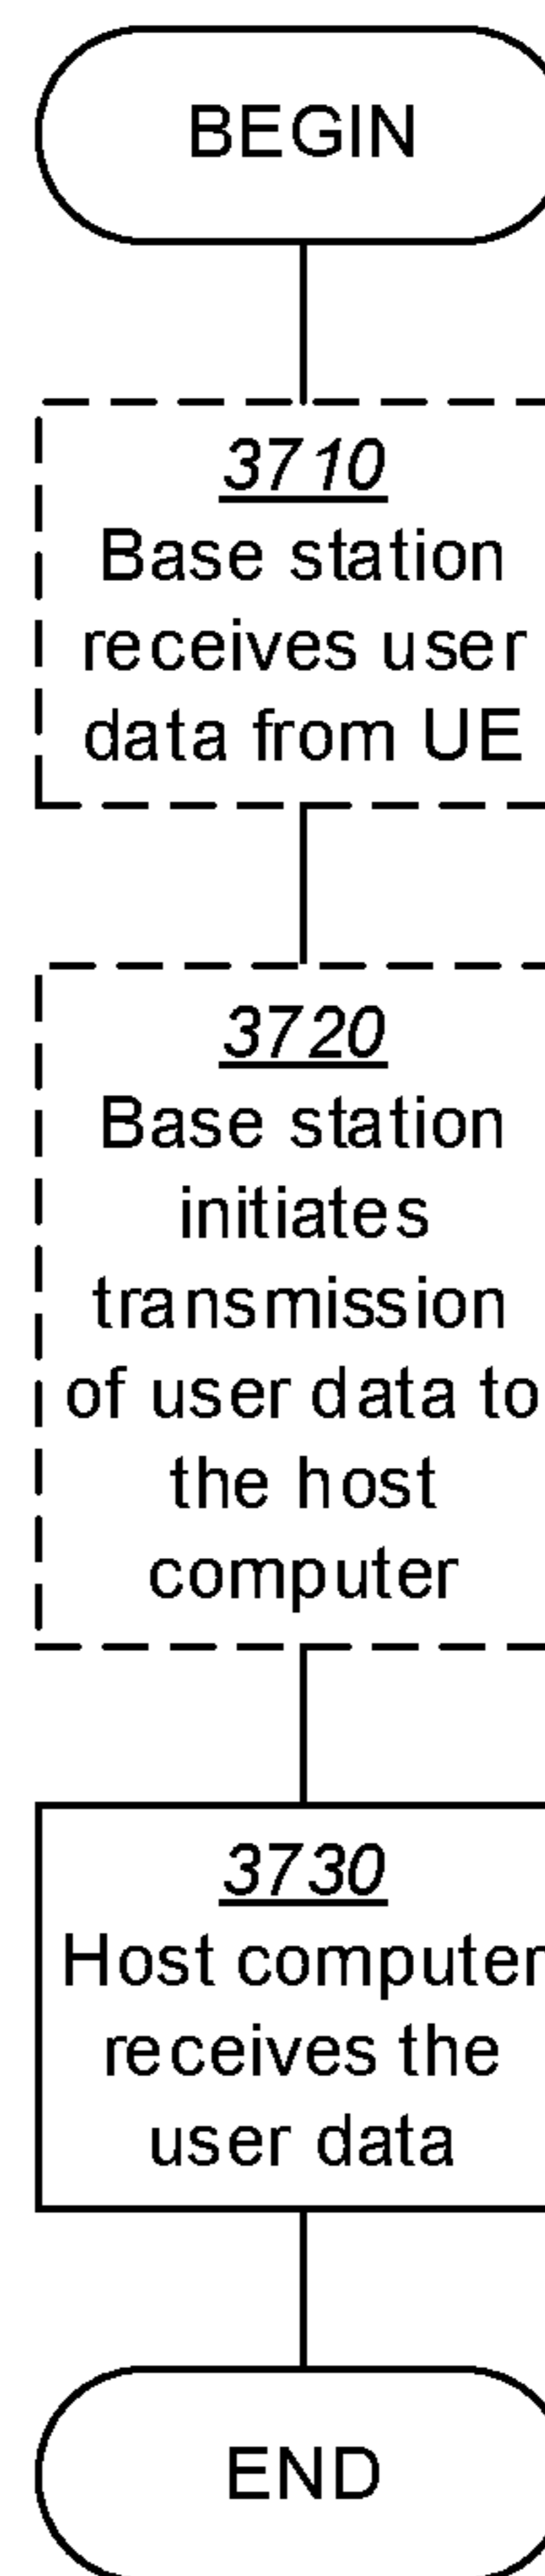 BEGIN
3710
Base station
receives user
data from UE
3720
Base station
initiates
transmission
of user data to
the host
computer
3730
Host computer
receives the
user data
END